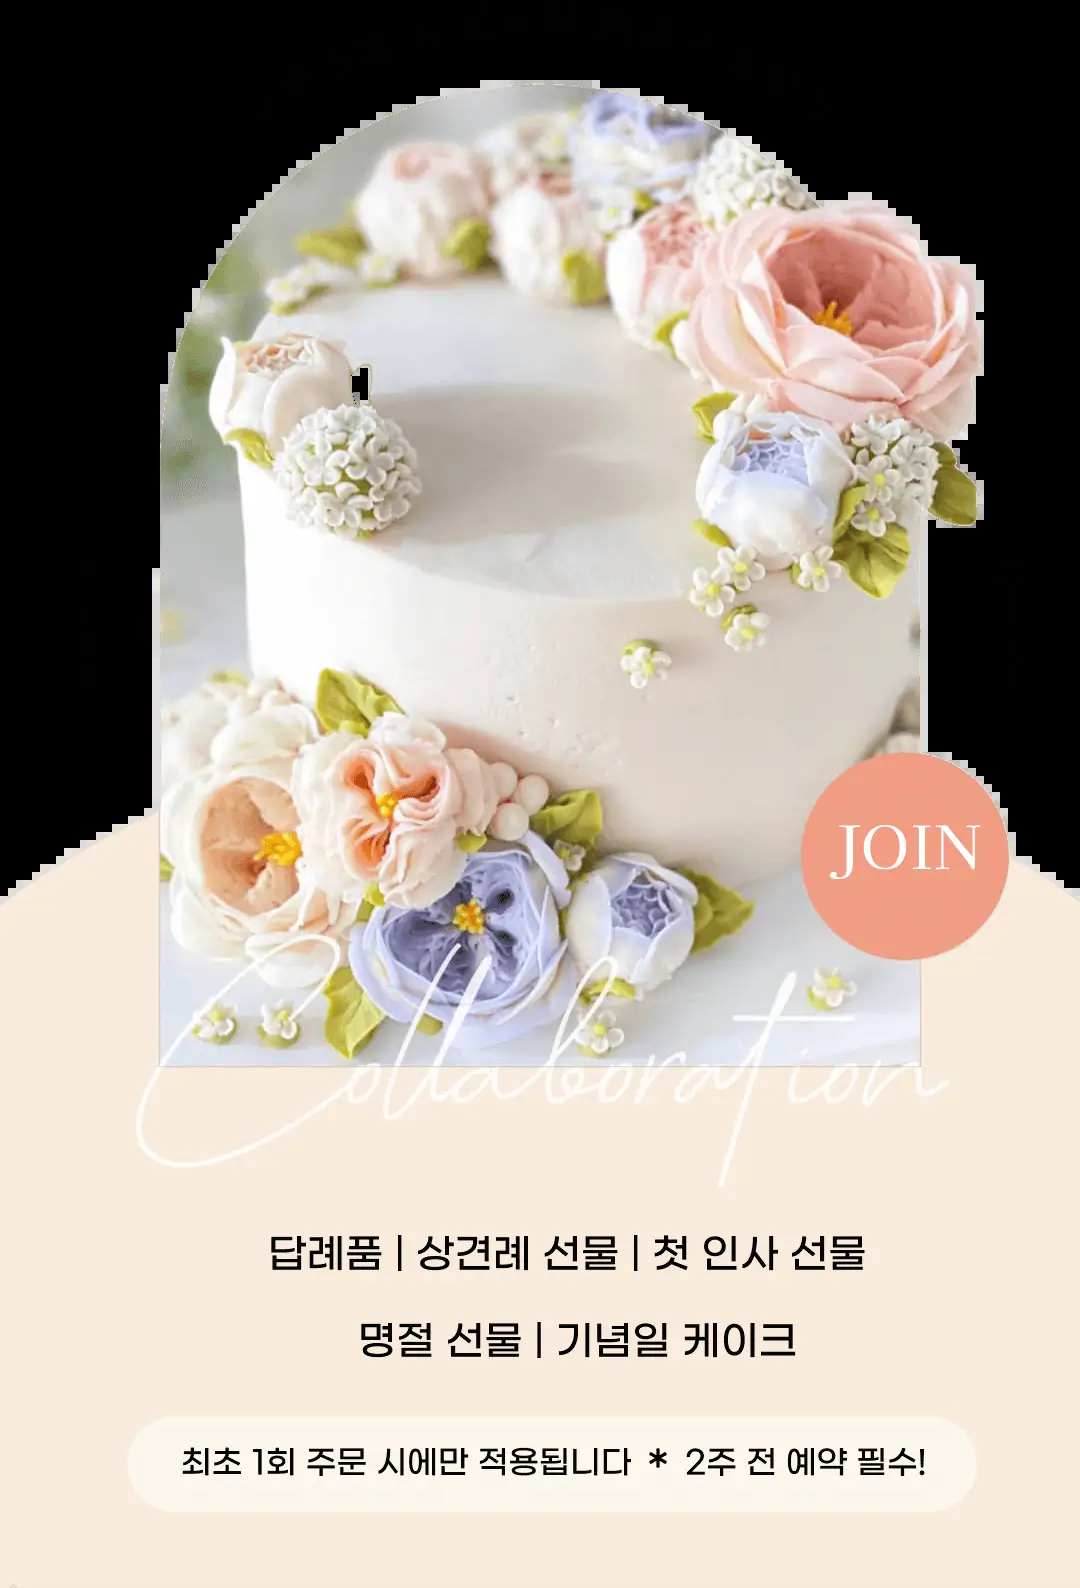 JOIN
Collaboration
답례품 | 상견례 선물 | 첫 인사 선물
명절 선물 | 기념일 케이크
최초 1회 주문 시에만 적용됩니다 * 2주 전 예약 필수!